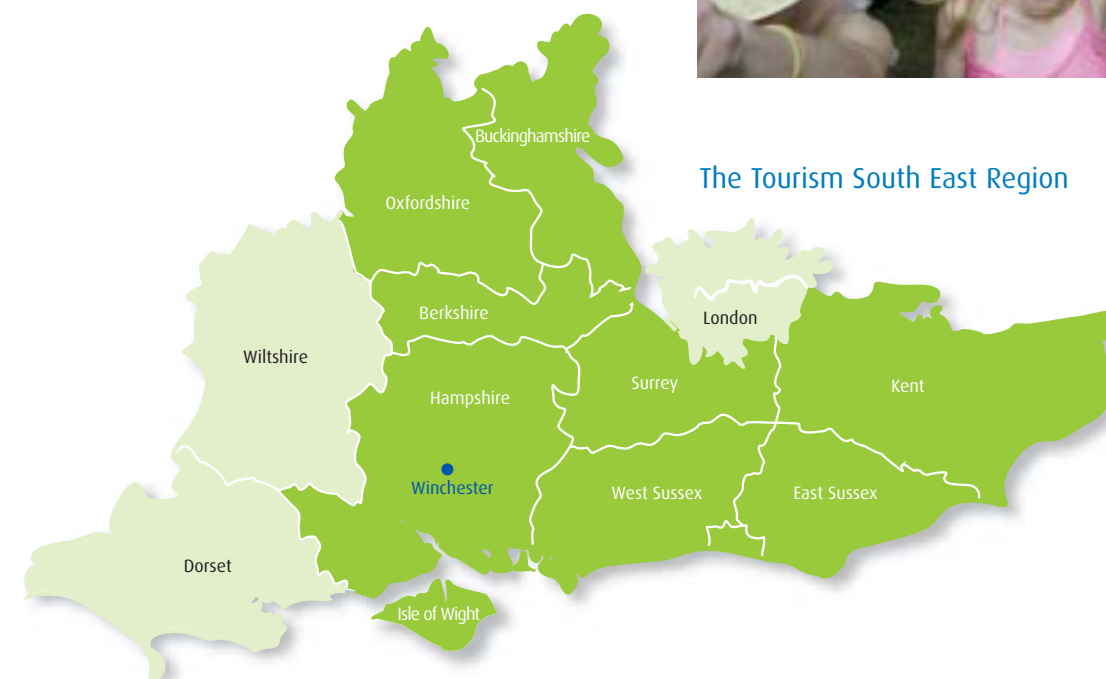 Buckinghamshire
The Tourism South East Region
Oxfordshire
Berkshire
London
Wiltshire
Surrey
Kent
Hampshire
Winchester
West Sussex
East Sussex
Dorset
Isle of Wight